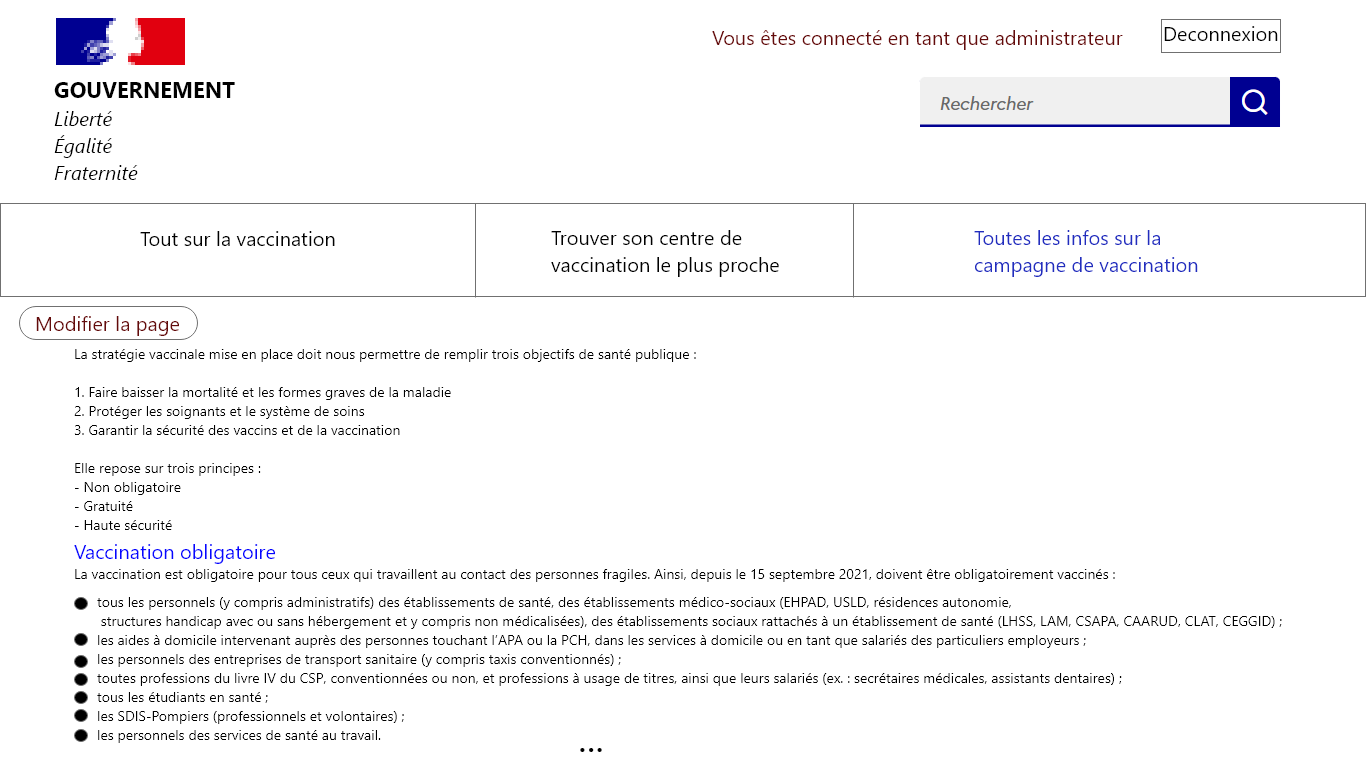 GOUVERNEMENT
Liberté
Égalité
Fraternité
Vous êtes connecté en tant que administrateur
Deconnexion
Rechercher
Tout sur la vaccination
Trouver son centre de
vaccination le plus proche
Toutes les infos sur la
campagne de vaccination
Modifier la page
La stratégie vaccinale mise en place doit nous permettre de remplir trois objectifs de santé publique :
1. Faire baisser la mortalité et les formes graves de la maladie
2. Protéger les soignants et le système de soins
3. Garantir la sécurité des vaccins et de la vaccination
Elle repose sur trois principes :
- Non obligatoire
- Gratuité
- Haute sécurité
Vaccination obligatoire
La vaccination est obligatoire pour tous ceux qui travaillent au contact des personnes fragiles. Ainsi, depuis le 15 septembre 2021, doivent être obligatoirement vaccinés :
● tous les personnels (y compris administratifs) des établissements de santé, des établissements médico-sociaux (EHPAD, USLD, résidences autonomie,
structures handicap avec ou sans hébergement et y compris non médicalisées), des établissements sociaux rattachés à un établissement de santé (LHSS, LAM, CSAPA, CAARUD, CLAT, CEGGID) ;
● les aides à domicile intervenant auprès des personnes touchant l'APA ou la PCH, dans les services à domicile ou en tant que salariés des particuliers employeurs ;
● les personnels des entreprises de transport sanitaire (y compris taxis conventionnés) ;
● toutes professions du livre IV du CSP, conventionnées ou non, et professions à usage de titres, ainsi que leurs salariés (ex. : secrétaires médicales, assistants dentaires) ;
● tous les étudiants en santé ;
● les SDIS-Pompiers (professionnels et volontaires) ;
● les personnels des services de santé au travail.
...